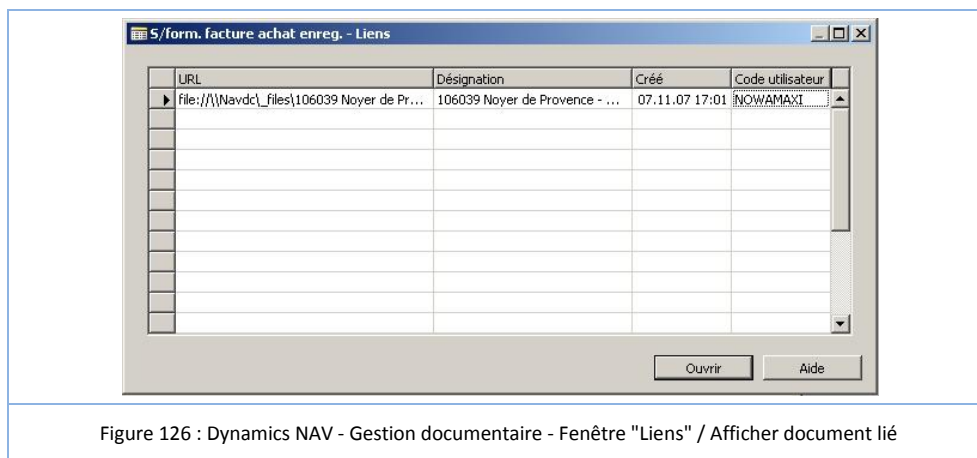 S/form. facture achat enreg. - Liens
URL Désignation Créé Code utilisateur
file://\\Navdc\_files\106039 Noyer de Pr... 106039 Noyer de Provence - ... 07.11.07 17:01 NOWAMAXI
Ouvrir Aide
Figure 126 : Dynamics NAV - Gestion documentaire - Fenêtre "Liens" / Afficher document lié